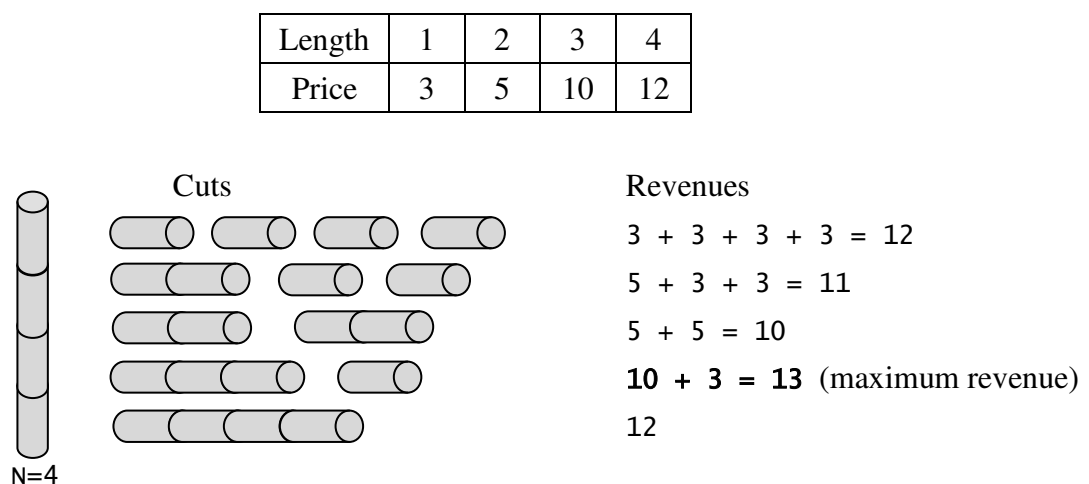 Length 1 2 3 4
Price 3 5 10 12
Cuts Revenues
3 + 3 + 3 + 3 = 12
5 + 3 + 3 = 11
5 + 5 = 10
10 + 3 = 13 (maximum revenue)
12
N=4